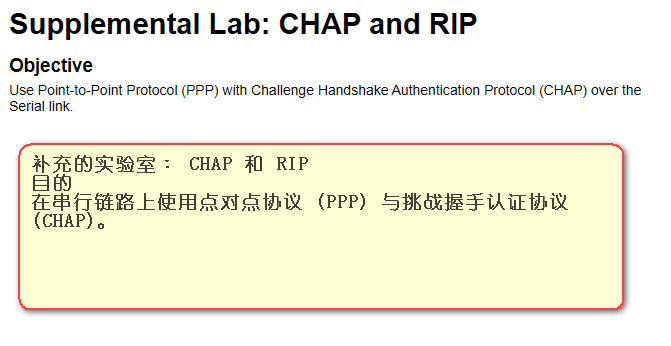 Supplemental Lab: CHAP and RIP
Objective
Use Point-to-Point Protocol (PPP) with Challenge Handshake Authentication Protocol (CHAP) over the
Serial link.
补充的实验室： CHAP 和 RIP
目的
在串行链路上使用点对点协议 (PPP) 与挑战握手认证协议
(CHAP)。